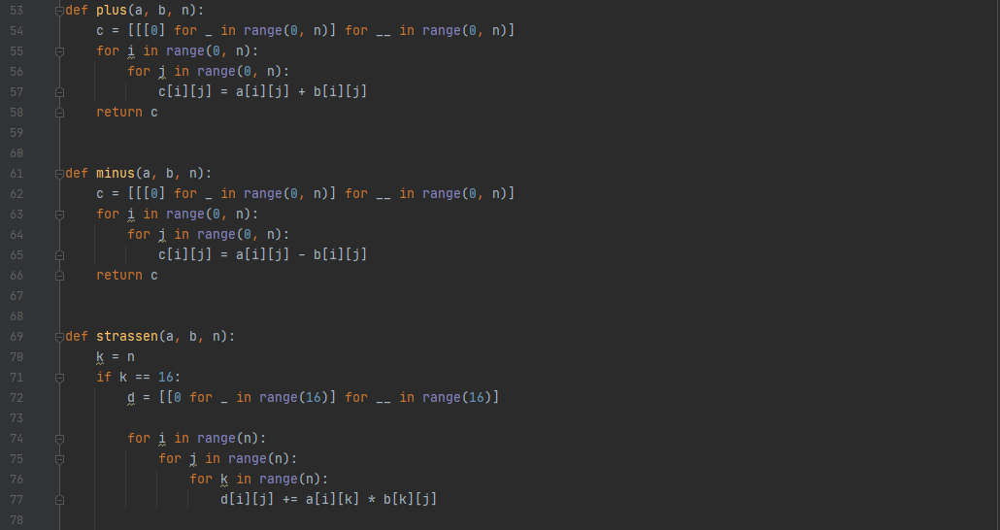 53 def plus(a, b, n):
54     c = [[[0] for _ in range(0, n)] for __ in range(0, n)]
55     for i in range(0, n):
56         for j in range(0, n):
57             c[i][j] = a[i][j] + b[i][j]
58     return c
59
60
61 def minus(a, b, n):
62     c = [[[0] for _ in range(0, n)] for __ in range(0, n)]
63     for i in range(0, n):
64         for j in range(0, n):
65             c[i][j] = a[i][j] - b[i][j]
66     return c
67
68
69 def strassen(a, b, n):
70     k = n
71     if k == 16:
72         d = [[0 for _ in range(16)] for __ in range(16)]
73
74         for i in range(n):
75             for j in range(n):
76                 for k in range(n):
77                     d[i][j] += a[i][k] * b[k][j]
78